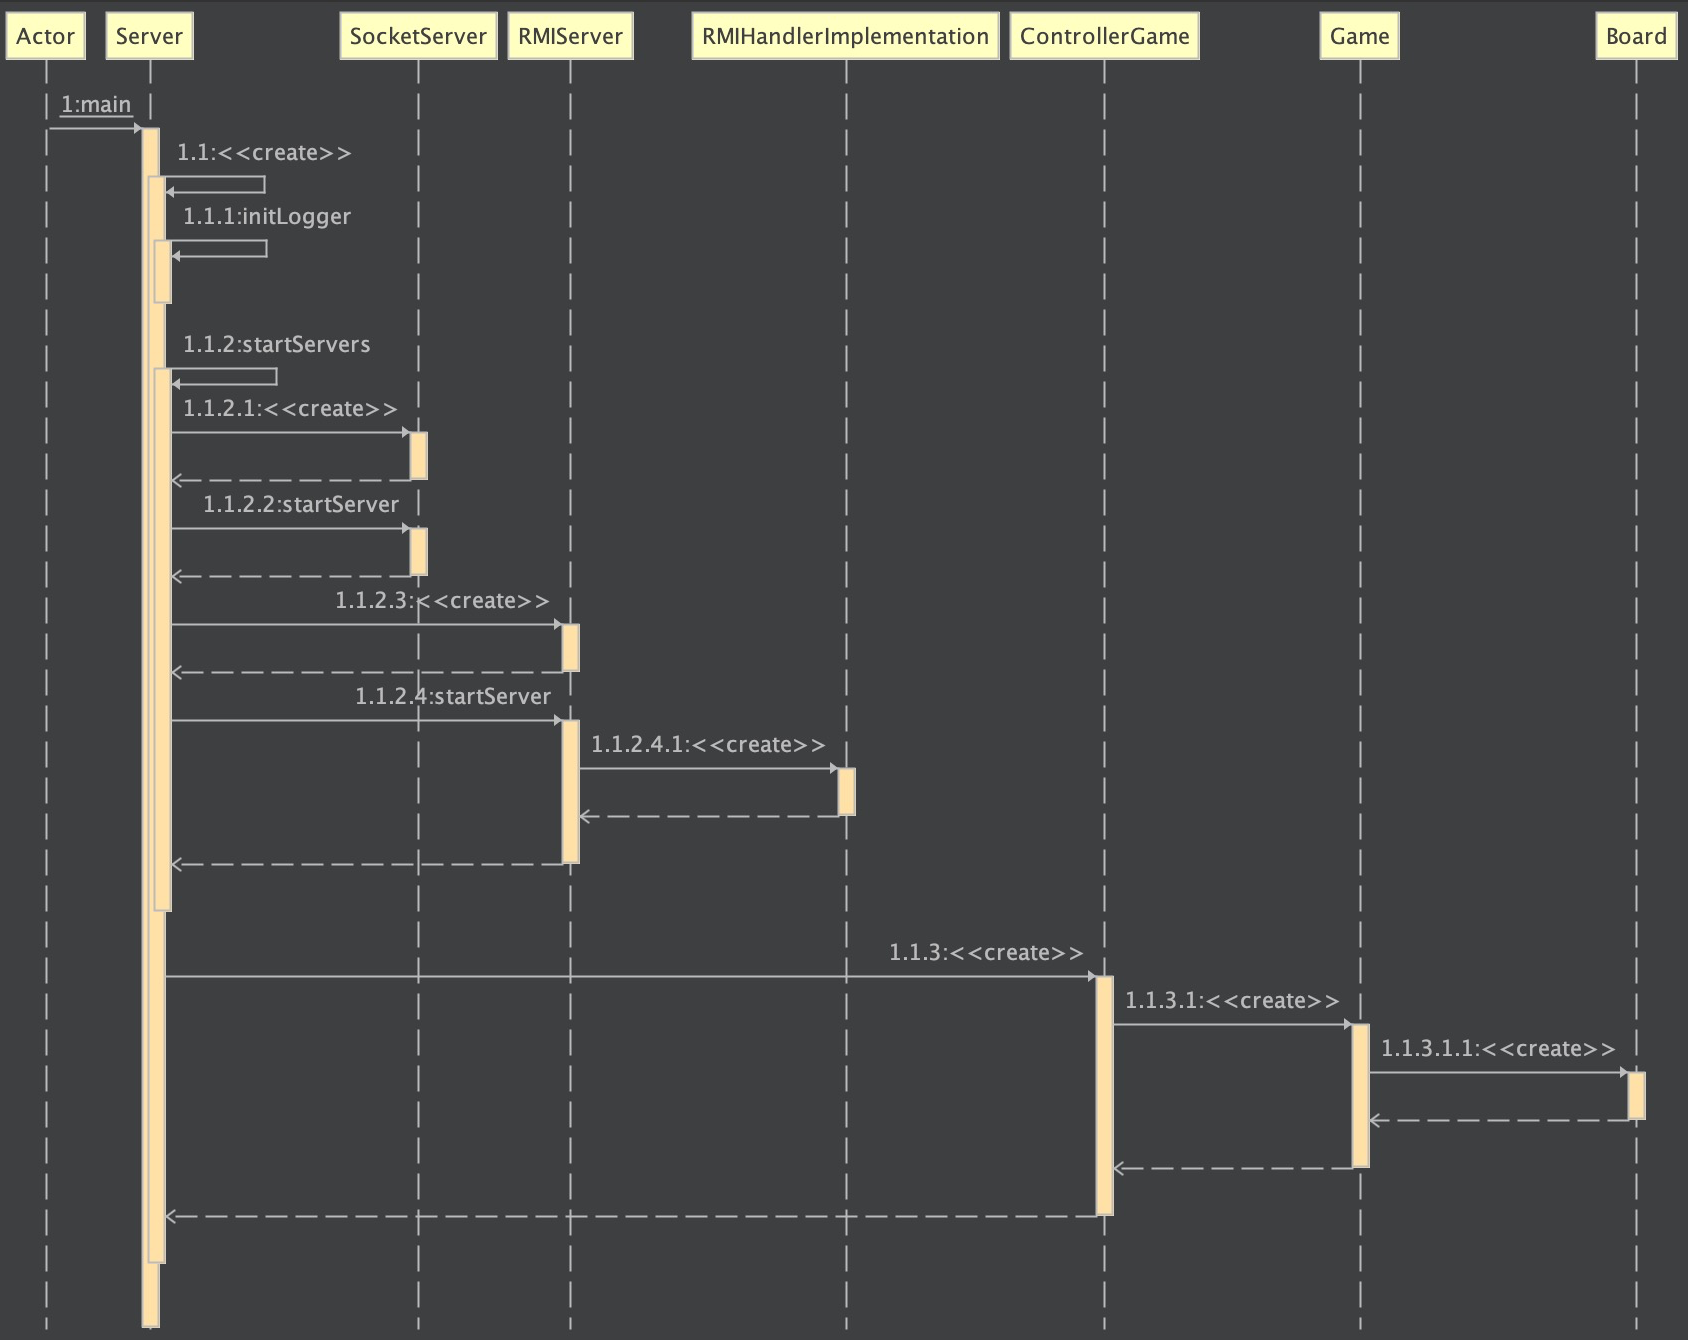 Actor
Server
SocketServer
RMIServer
RMIHandlerImplementation
ControllerGame
Game
Board
1:main
1.1:<<create>>
1.1.1:initLogger
1.1.2:startServers
1.1.2.1:<<create>>
1.1.2.2:startServer
1.1.2.3:<<create>>
1.1.2.4:startServer
1.1.2.4.1:<<create>>
1.1.3:<<create>>
1.1.3.1:<<create>>
1.1.3.1.1:<<create>>